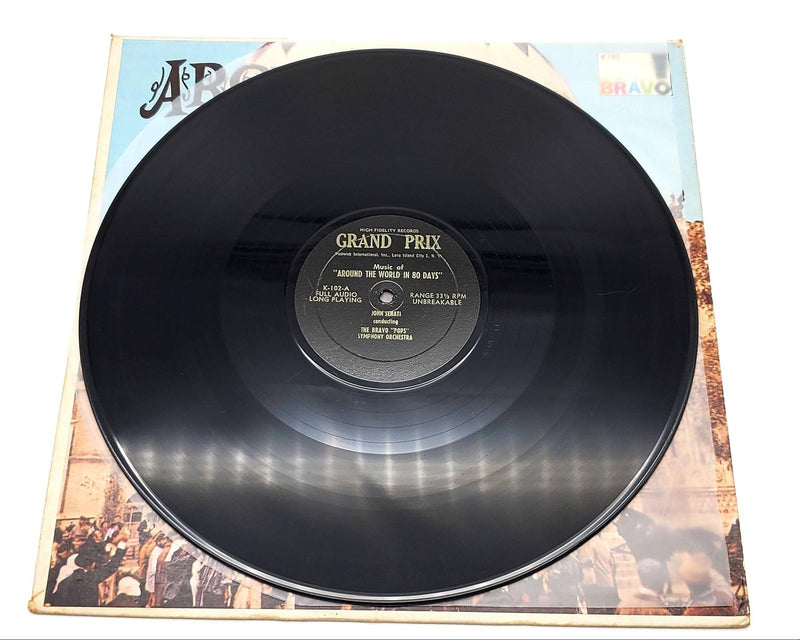 ARO
BRAVO
HIGH FIDELITY RECORDS
GRAND PRIX
Pickwick International, Inc., Long Island City 1, N. Y.
Music of
"AROUND THE WORLD IN 80 DAYS"
K-102-A
FULL AUDIO
LONG PLAYING
RANGE 33⅓ RPM
UNBREAKABLE
JOHN SENATI
conducting
THE BRAVO "POPS"
SYMPHONY ORCHESTRA